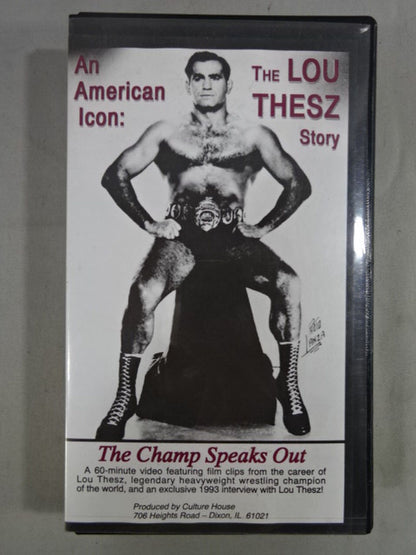 An
American
Icon:
The LOU
THESZ
Story
LANZA
The Champ Speaks Out
A 60-minute video featuring film clips from the career of
Lou Thesz, legendary heavyweight wrestling champion
of the world, and an exclusive 1993 interview with Lou Thesz!
Produced by Culture House
706 Heights Road – Dixon, IL 61021